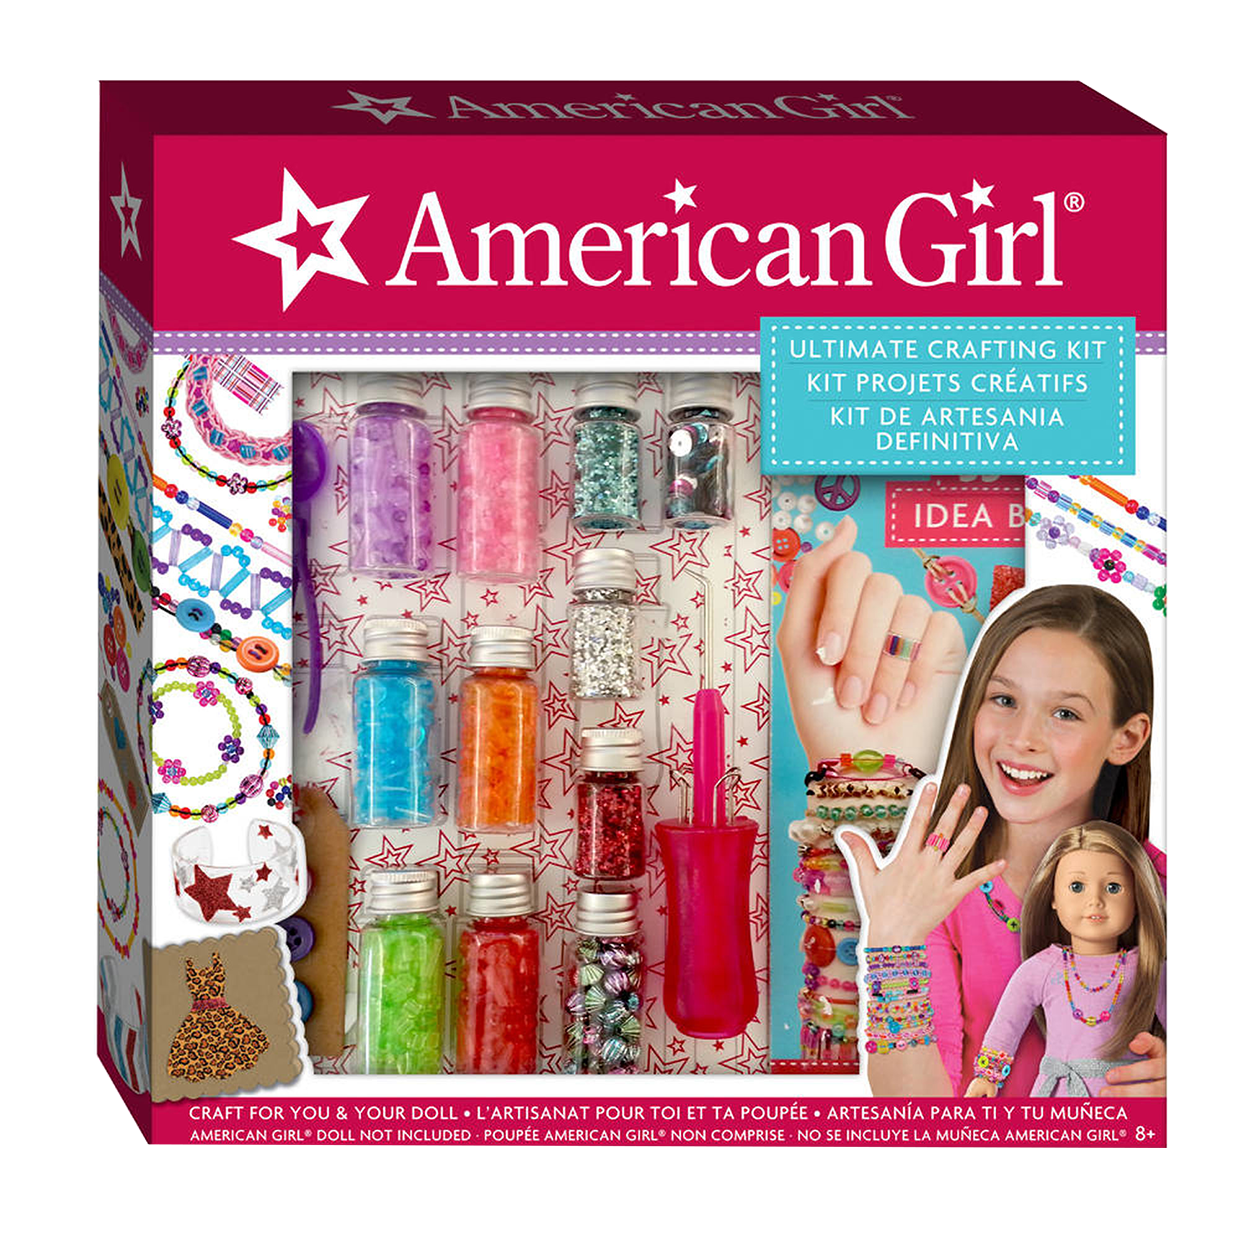 American Girl
American Girl®
ULTIMATE CRAFTING KIT
KIT PROJETS CRÉATIFS
KIT DE ARTESANIA
DEFINITIVA
IDEA B
CRAFT FOR YOU & YOUR DOLL • L'ARTISANAT POUR TOI ET TA POUPÉE • ARTESANÍA PARA TI Y TU MUÑECA
AMERICAN GIRL® DOLL NOT INCLUDED · POUPÉE AMERICAN GIRL® NON COMPRISE · NO SE INCLUYE LA MUÑECA AMERICAN GIRL® 8+